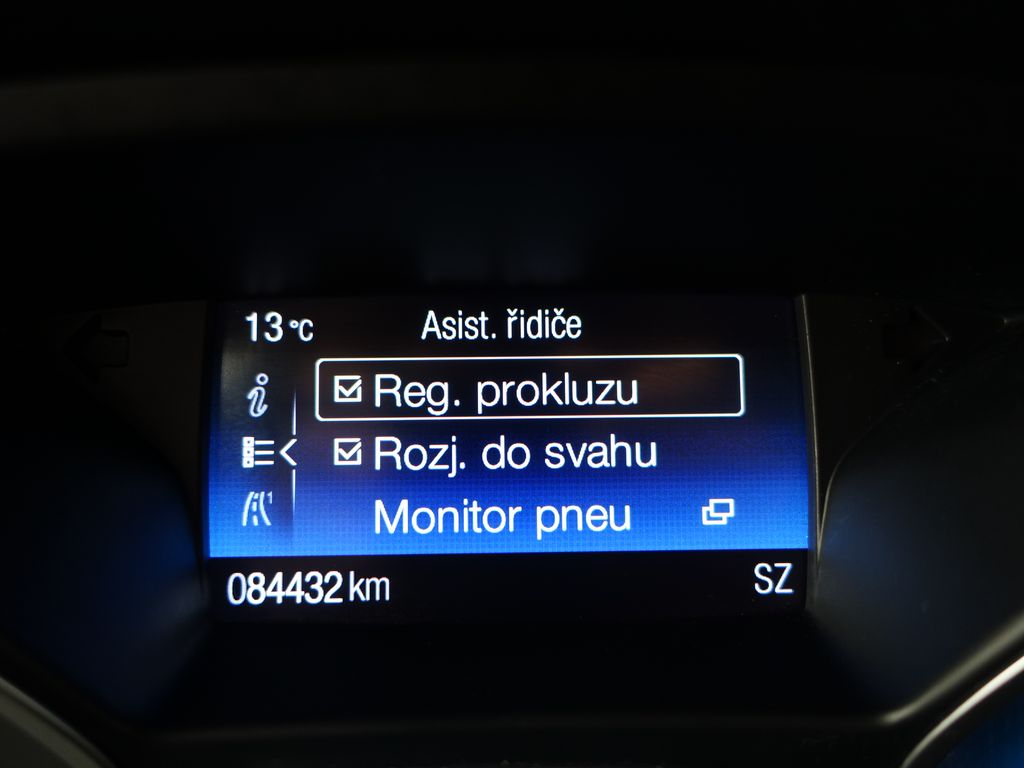 13 °C Asist. řidiče
Reg. prokluzu
Rozj. do svahu
Monitor pneu
084432 km SZ